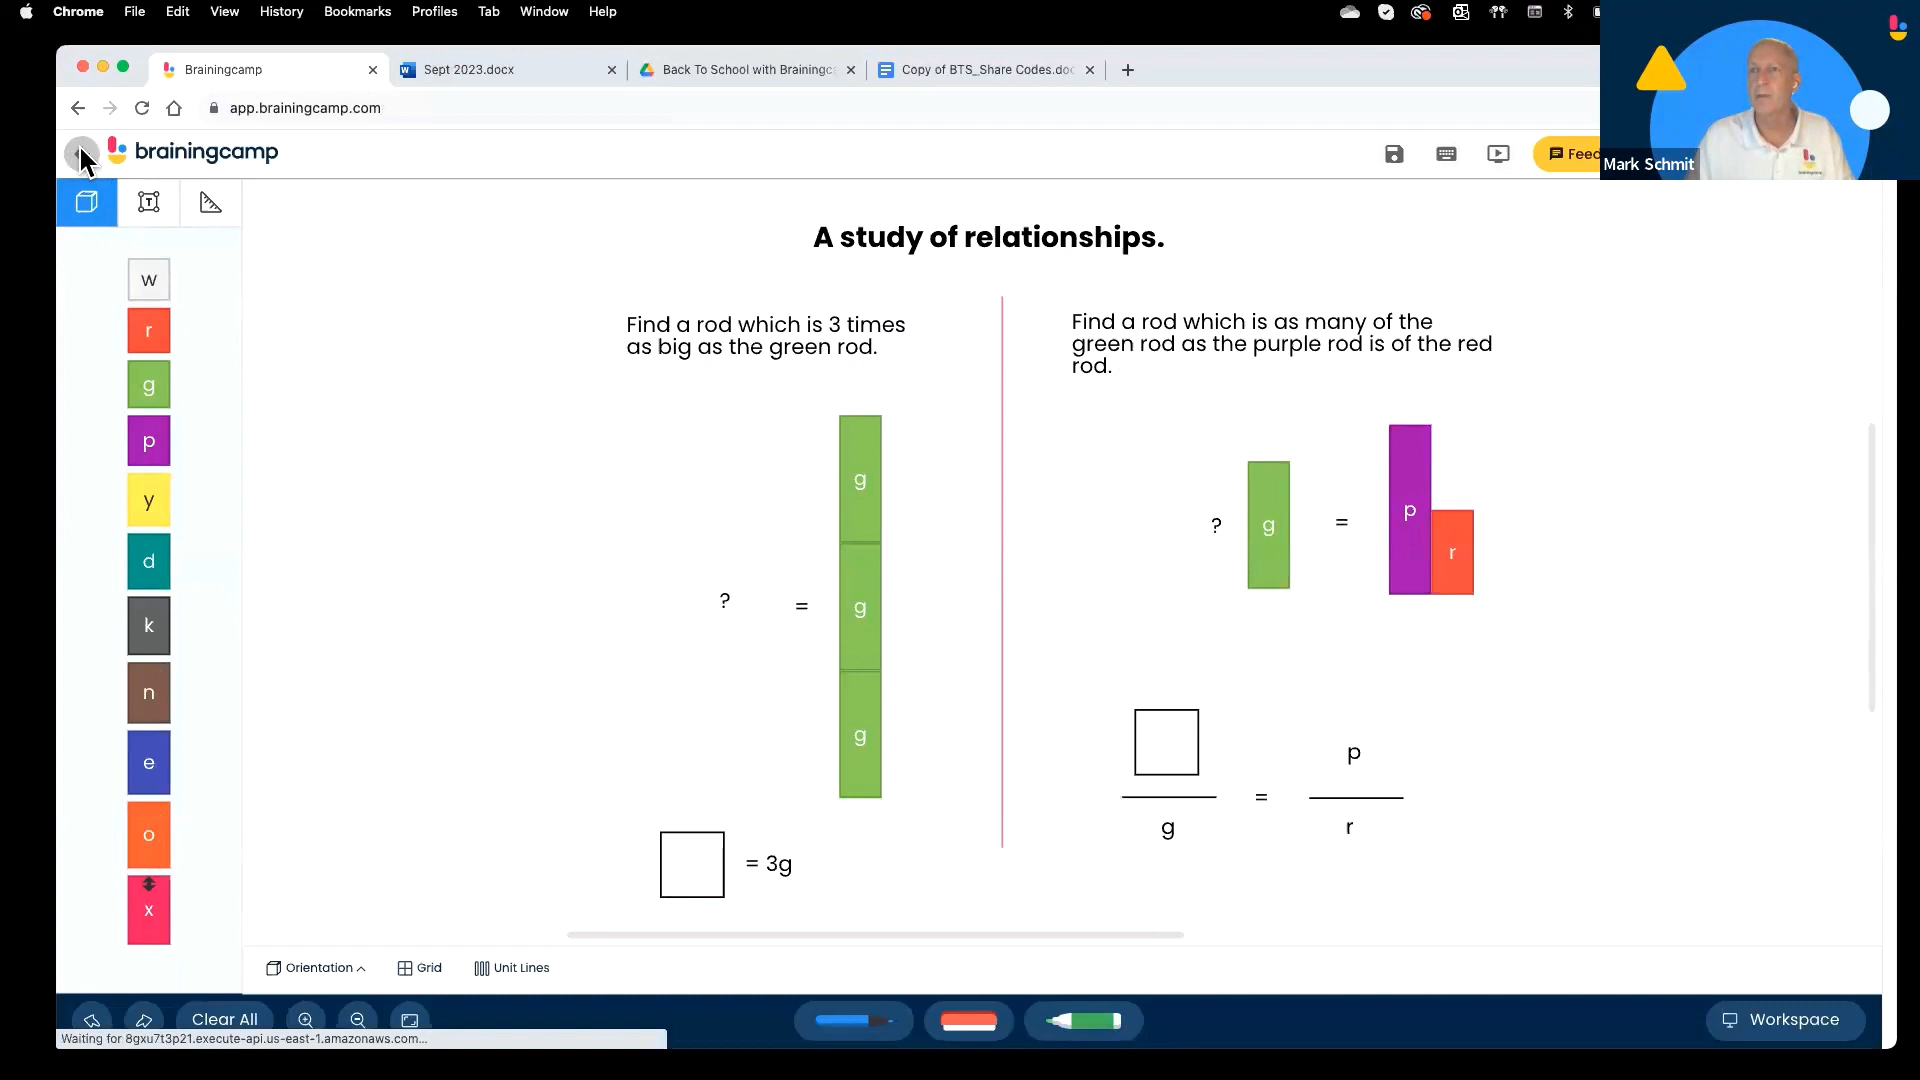 Chrome File Edit View History Bookmarks Profiles Tab Window Help
Brainingcamp
Sept 2023.docx
Back To School with Brainingc
Copy of BTS_Share Codes.doc
app.brainingcamp.com
brainingcamp
Feed
Mark Schmit
T
w
r
g
p
y
d
k
n
e
o
x
A study of relationships.
Find a rod which is 3 times
as big as the green rod.
g
g
g
? =
= 3g
Find a rod which is as many of the
green rod as the purple rod is of the red
rod.
? g = p r
p
=
g r
Orientation Grid Unit Lines
Clear All
Workspace
Waiting for 8gxu7t3p21.execute-api.us-east-1.amazonaws.com...